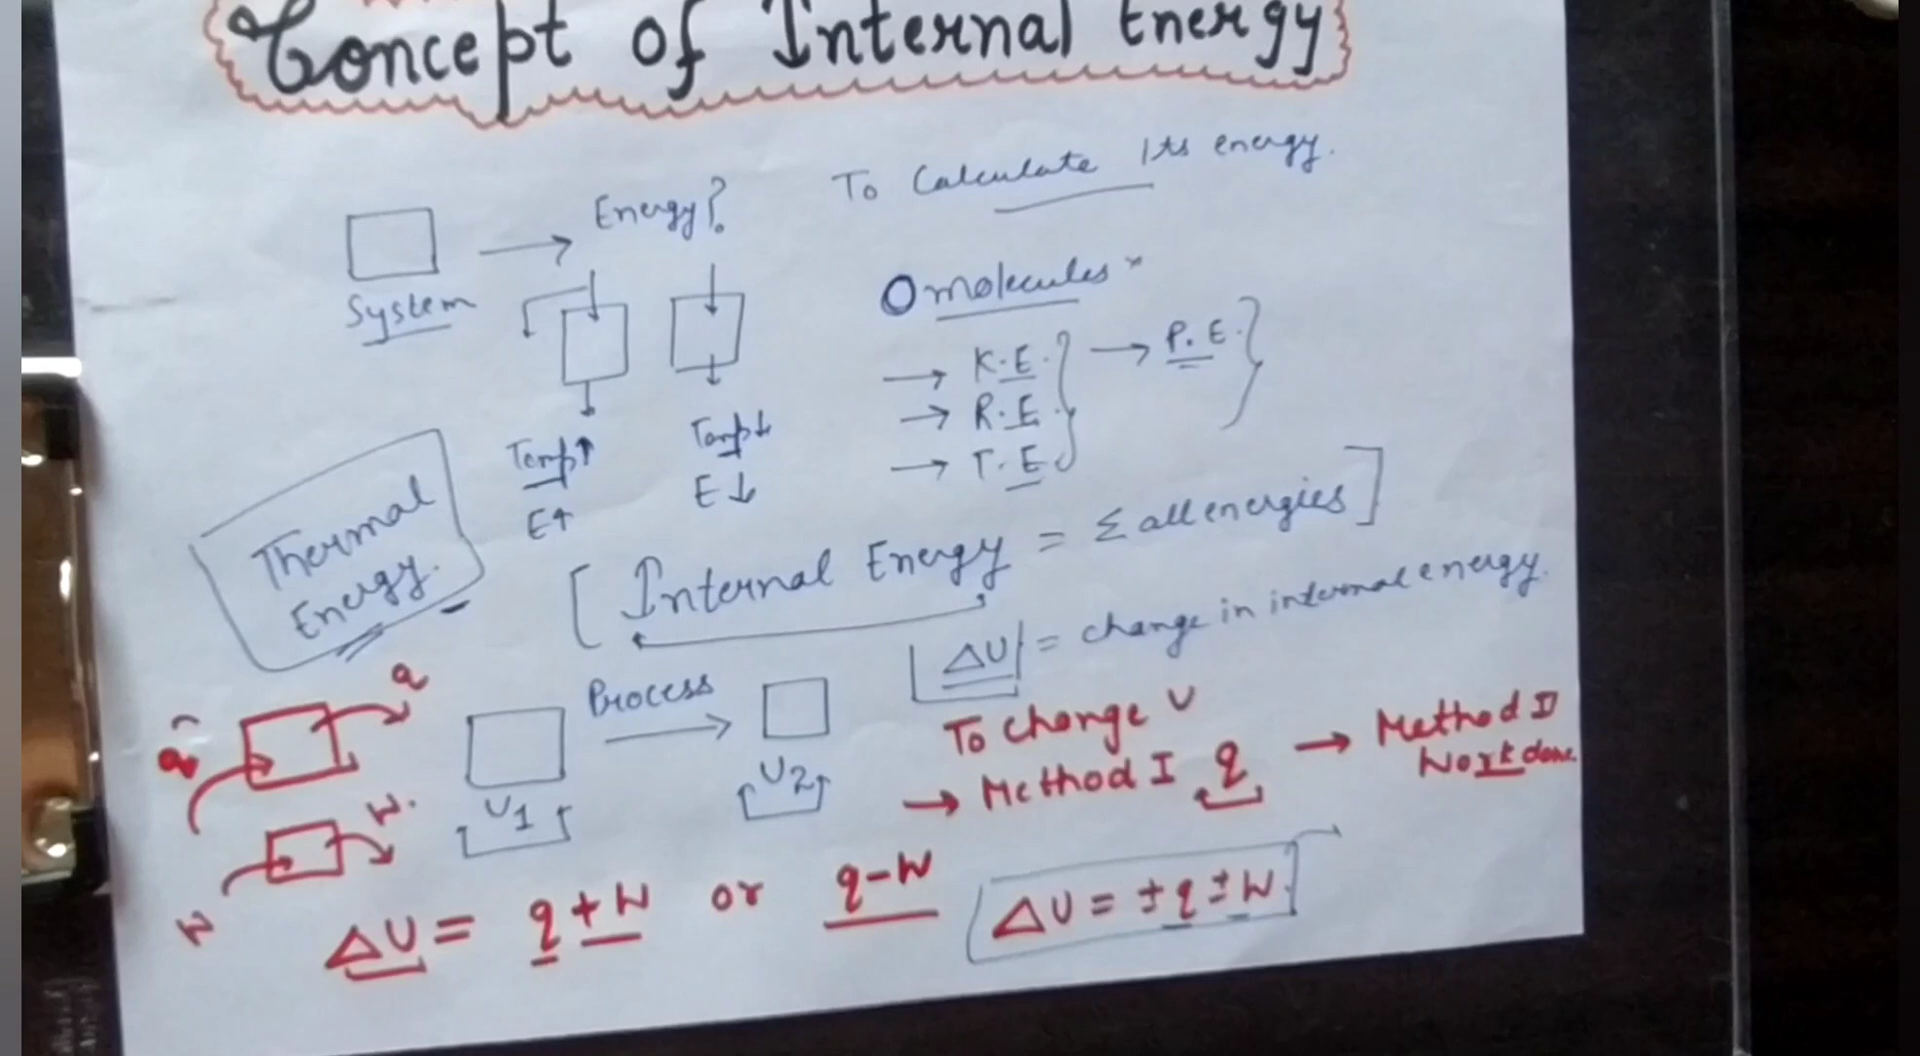 Concept of Internal Energy
To Calculate Its energy.
Energy?
System
molecules
K.E. → P.E.
R.E.
T.E.
Temp↑
E↑
Temp↓
E↓
Thermal
Energy.
[Internal Energy = Σ all energies]
ΔU = change in internal energy.
q
q
Process
U1
U2
To change U
→ Method I q → Method II
Work done.
W.
W
ΔU = q + W or q - W
ΔU = ± q ± W